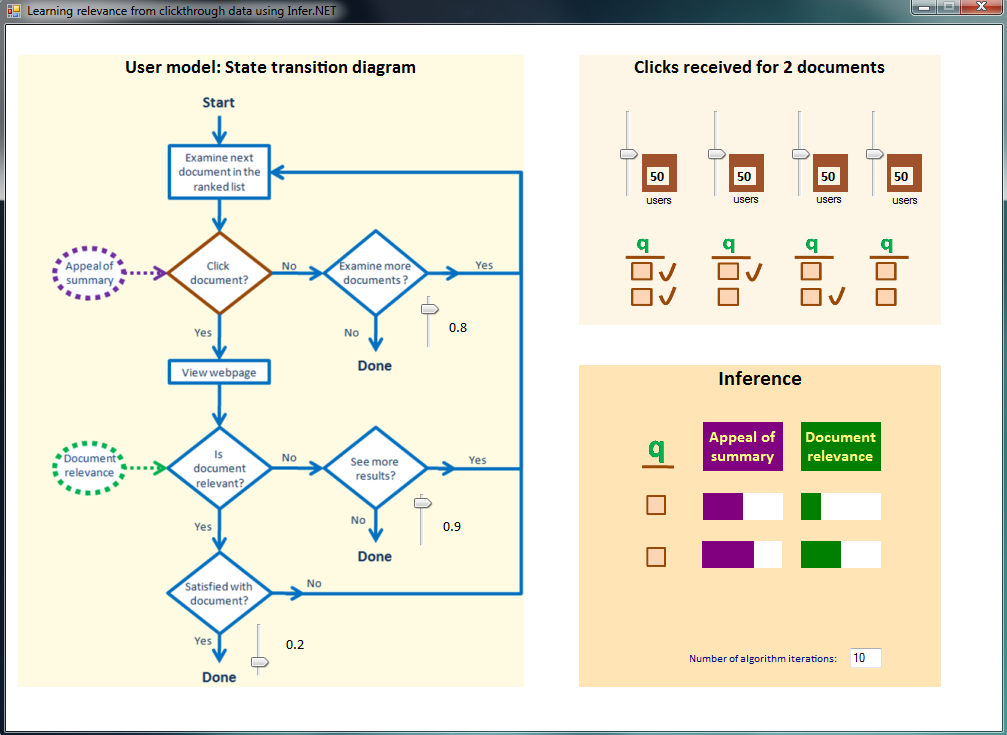 Learning relevance from clickthrough data using Infer.NET
User model: State transition diagram
Start
Examine next
document in the
ranked list
Appeal of
summary
Click
document?
No
Examine more
documents?
Yes
Yes
No
0.8
Done
View webpage
Document
relevance
Is
document
relevant?
No
See more
results?
Yes
Yes
No
0.9
Done
Satisfied with
document?
No
Yes
0.2
Done
Clicks received for 2 documents
50
50
50
50
users
users
users
users
q
q
q
q
Inference
q
Appeal of
summary
Document
relevance
Number of algorithm iterations:
10